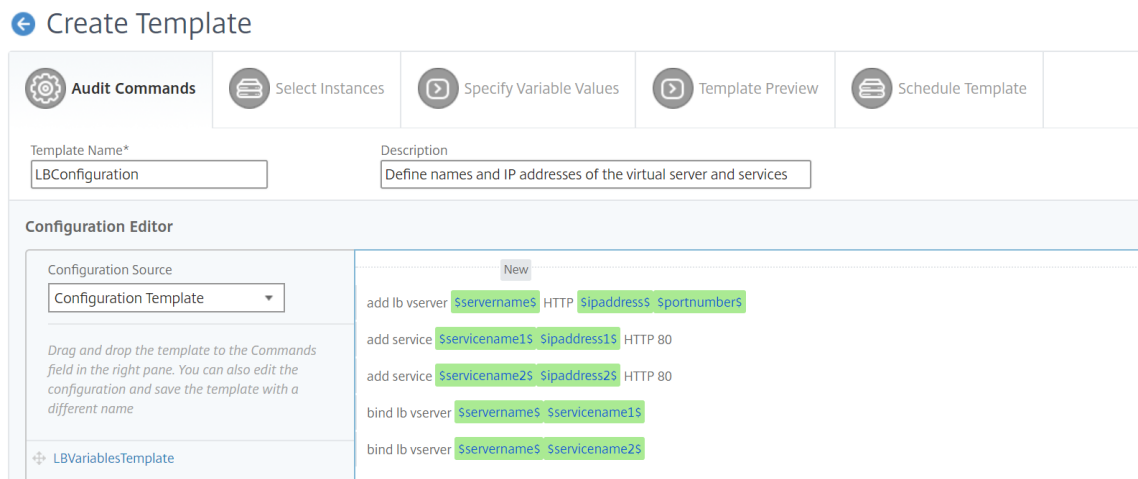 Create Template
Audit Commands Select Instances Specify Variable Values Template Preview Schedule Template
Template Name* Description
LBConfiguration Define names and IP addresses of the virtual server and services
Configuration Editor
Configuration Source
Configuration Template
Drag and drop the template to the Commands
field in the right pane. You can also edit the
configuration and save the template with a
different name
LBVariablesTemplate
New
add lb vserver $servername$ HTTP $ipaddress$ $portnumber$
add service $servicename1$ $ipaddress1$ HTTP 80
add service $servicename2$ $ipaddress2$ HTTP 80
bind lb vserver $servername$ $servicename1$
bind lb vserver $servername$ $servicename2$